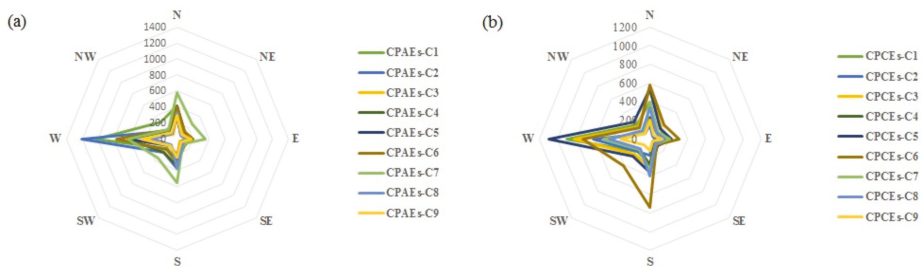 (a)
N
1400
1200
1000
800
600
400
200
0
NW
NE
W
E
SW
SE
S
CPAEs-C1
CPAEs-C2
CPAEs-C3
CPAEs-C4
CPAEs-C5
CPAEs-C6
CPAEs-C7
CPAEs-C8
CPAEs-C9
(b)
N
1200
1000
800
600
400
200
0
NW
NE
W
E
SW
SE
S
CPCEs-C1
CPCEs-C2
CPCEs-C3
CPCEs-C4
CPCEs-C5
CPCEs-C6
CPCEs-C7
CPCEs-C8
CPCEs-C9